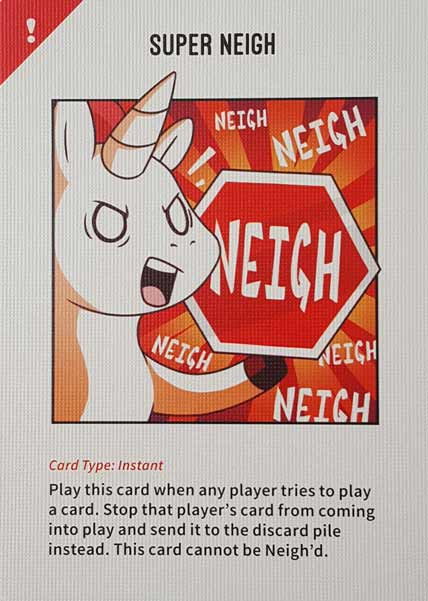 !
SUPER NEIGH
NEIGH
NEIGH
NEIGH
NEIGH
NEIGH
NEIGH
Card Type: Instant
Play this card when any player tries to play
a card. Stop that player’s card from coming
into play and send it to the discard pile
instead. This card cannot be Neigh’d.